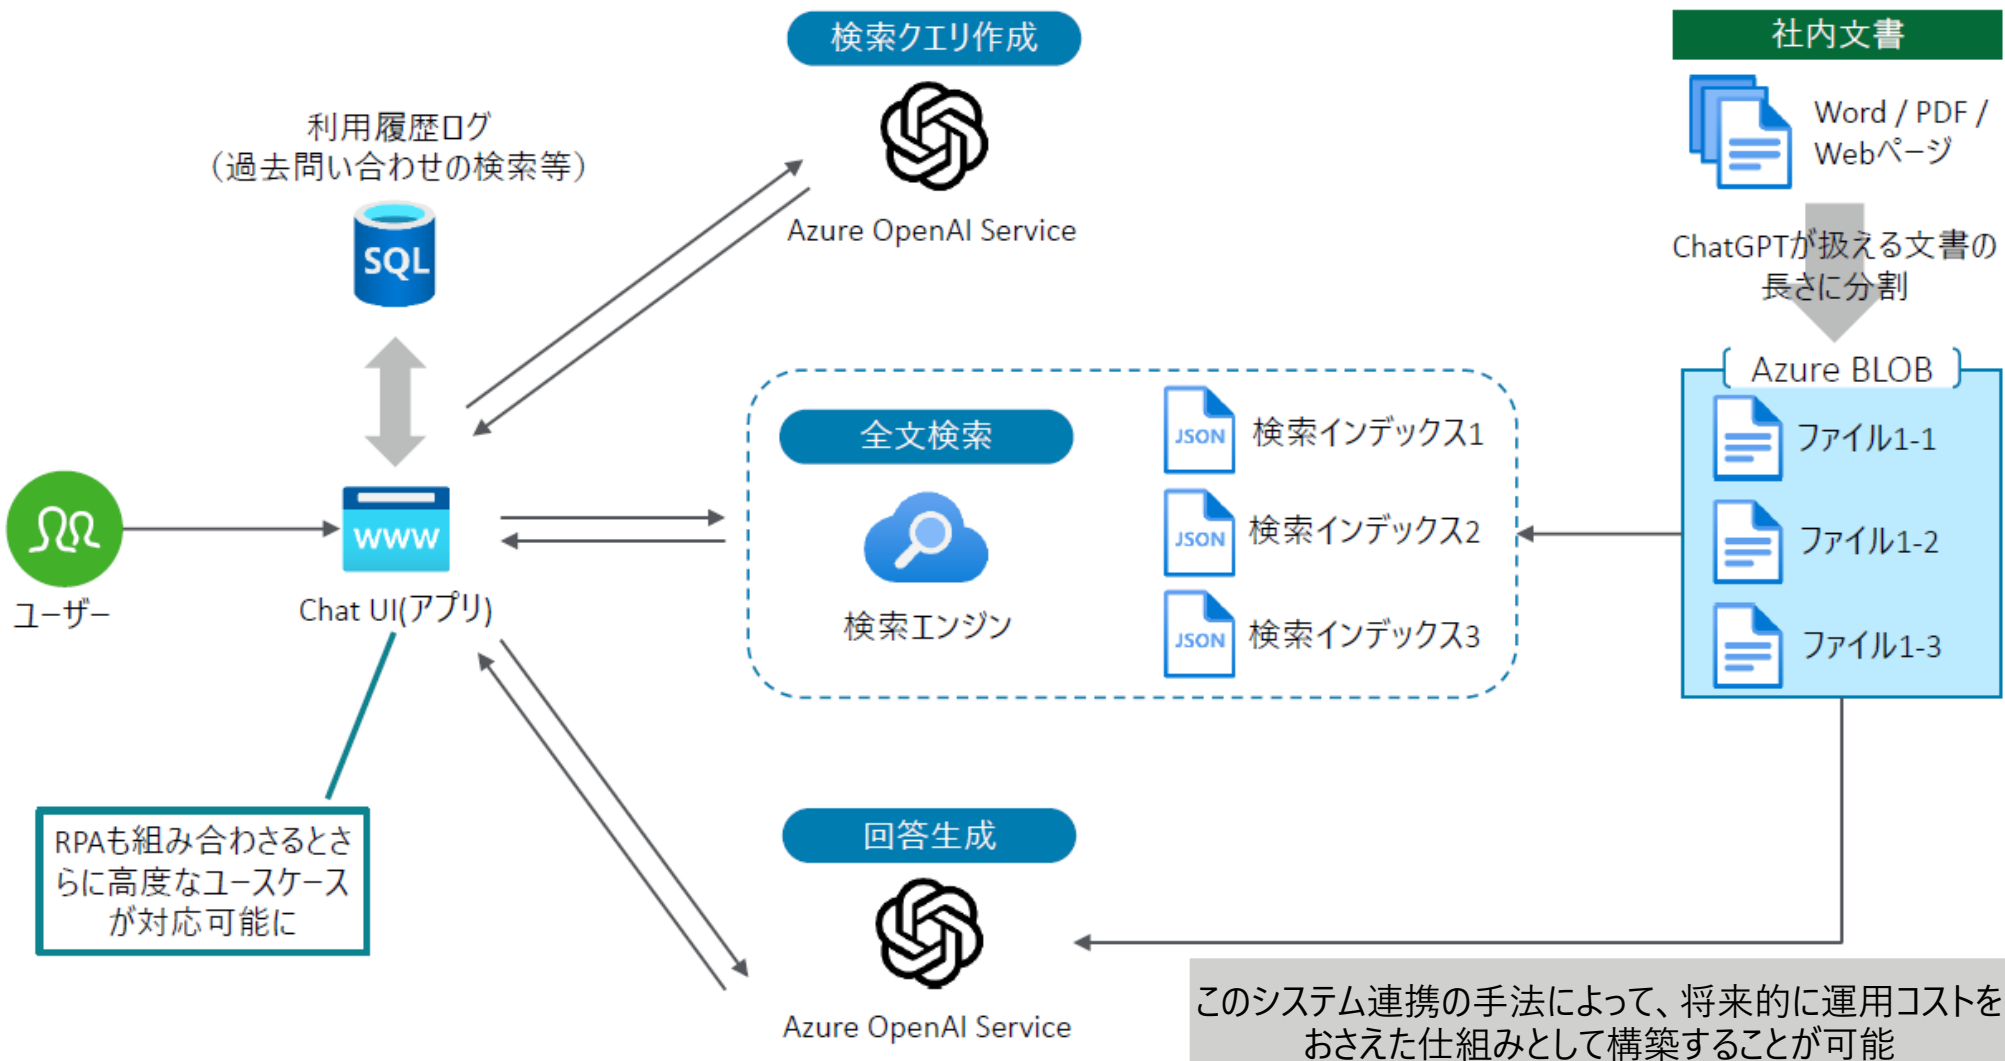 検索クエリ作成
Azure OpenAI Service
社内文書
Word / PDF /
Webページ
ChatGPTが扱える文書の
長さに分割
利用履歴ログ
（過去問い合わせの検索等）
SQL
Azure BLOB
ファイル1-1
ファイル1-2
ファイル1-3
全文検索
検索エンジン
JSON
検索インデックス1
JSON
検索インデックス2
JSON
検索インデックス3
ユーザー
WWW
Chat UI(アプリ)
RPAも組み合わさるとさ
らに高度なユースケース
が対応可能に
回答生成
Azure OpenAI Service
このシステム連携の手法によって、将来的に運用コストを
おさえた仕組みとして構築することが可能